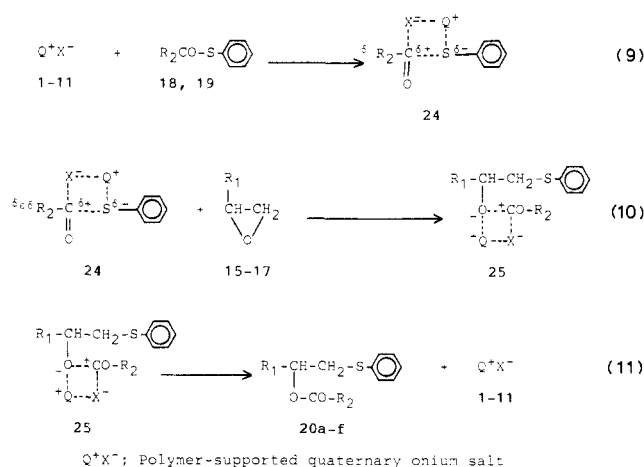 Q⁺X⁻ + R₂CO-S ⟶ X⁻ Q⁺ δ R₂-C δ+ S δ- O (9)
1-11 18, 19 24
X⁻ Q⁺ R₂-C δ+ S δ- O + R₁ CH-CH₂ O ⟶ R₁-CH-CH₂-S - O + CO-R₂ + Q X⁻ (10)
24 15-17 25
R₁-CH-CH₂-S - O + CO-R₂ + Q X⁻ ⟶ R₁-CH-CH₂-S O-CO-R₂ + Q⁺X⁻ (11)
1-11
25 20a-f
Q⁺X⁻; Polymer-supported quaternary onium salt